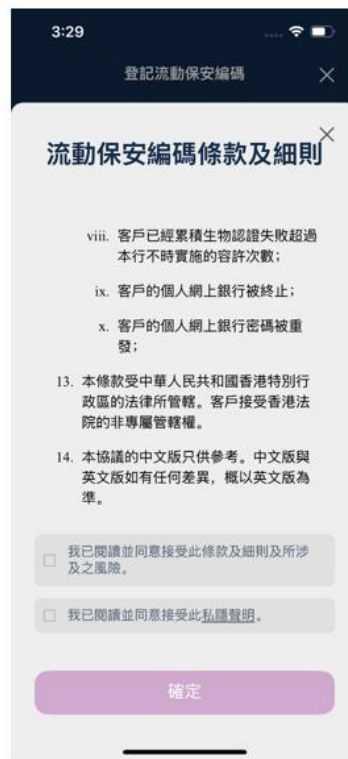 3:29
登記流動保安編碼
流動保安編碼條款及細則
viii. 客戶已經累積生物認證失敗超過
本行不時實施的容許次數；
ix. 客戶的個人網上銀行被終止；
x. 客戶的個人網上銀行密碼被重
發；
13. 本條款受中華人民共和國香港特別行
政區的法律所管轄。客戶接受香港法
院的非專屬管轄權。
14. 本協議的中文版只供參考。中文版與
英文版如有任何差異，概以英文版為
準。
我已閱讀並同意接受此條款及細則及所涉
及之風險。
我已閱讀並同意接受此私隱聲明。
確定